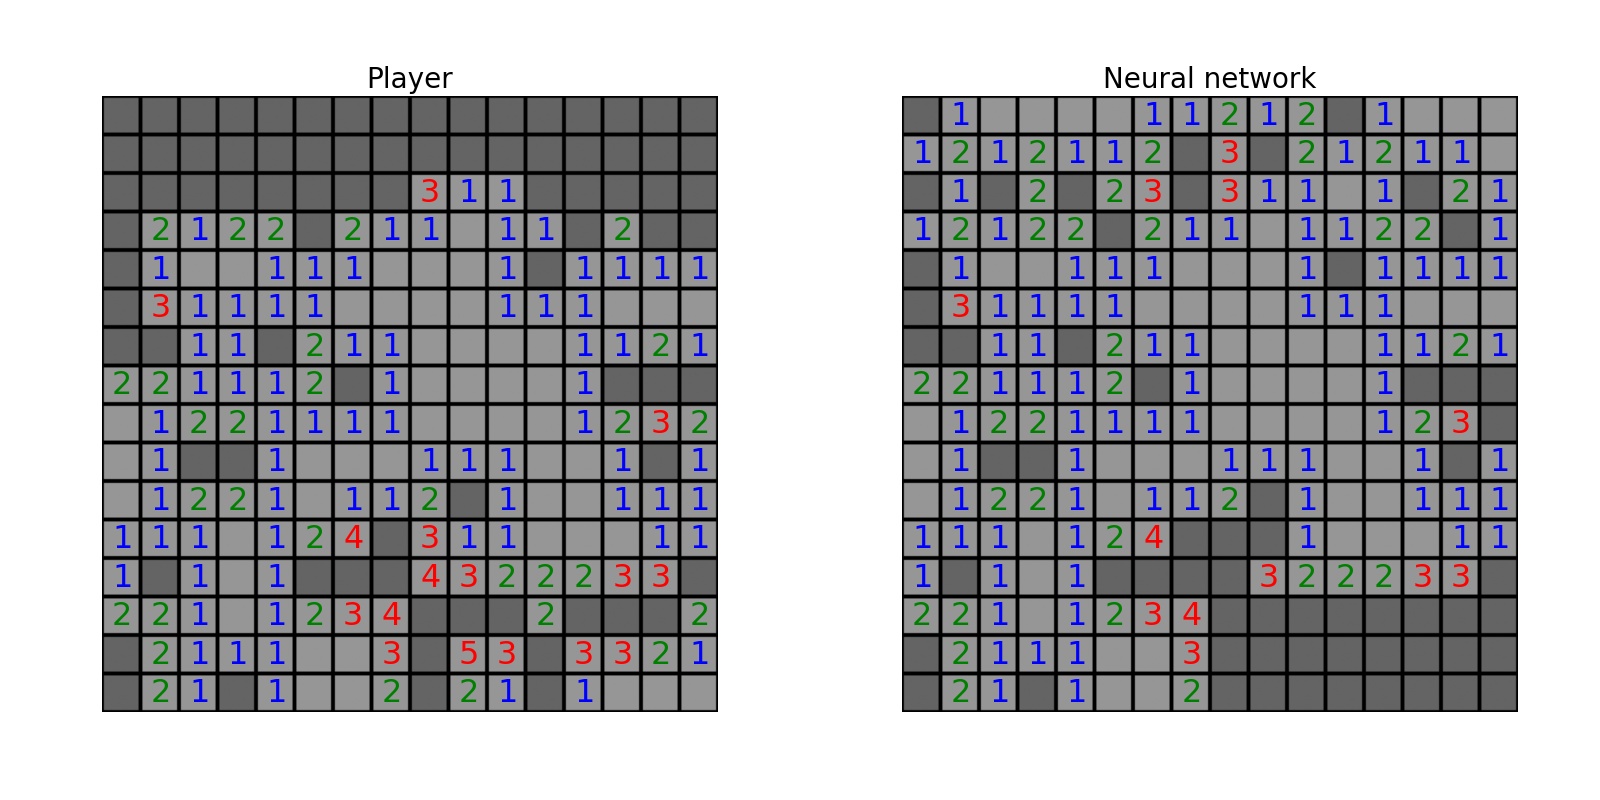 Player
Neural network
1 1 1 2 1 2 1
1 2 1 2 1 1 2 3 2 1 2 1 1
3 1 1
1 2 2 3 3 1 1 1 2 1
2 1 2 2 2 1 1 1 1 2
1 2 1 2 2 2 1 1 1 1 2 2 1
1 1 1 1 1 1 1 1 1
1 1 1 1 1 1 1 1 1
3 1 1 1 1 1 1 1
3 1 1 1 1 1 1 1
1 1 2 1 1 1 1 2 1
1 1 2 1 1 1 1 2 1
2 2 1 1 1 2 1 1
2 2 1 1 1 2 1 1
1 2 2 1 1 1 1 1 2 3 2
1 2 2 1 1 1 1 1 2 3
1 1 1 1 1 1 1
1 1 1 1 1 1 1
1 2 2 1 1 1 2 1 1 1 1
1 2 2 1 1 1 2 1 1 1 1
1 1 1 1 2 4 3 1 1 1 1
1 1 1 1 2 4 1 1 1
1 1 1 4 3 2 2 2 3 3
1 1 1 3 2 2 2 3 3
2 2 1 1 2 3 4 2 2
2 2 1 1 2 3 4
2 1 1 1 3 5 3 3 3 2 1
2 1 1 1 3
2 1 1 2 2 1 1
2 1 1 2